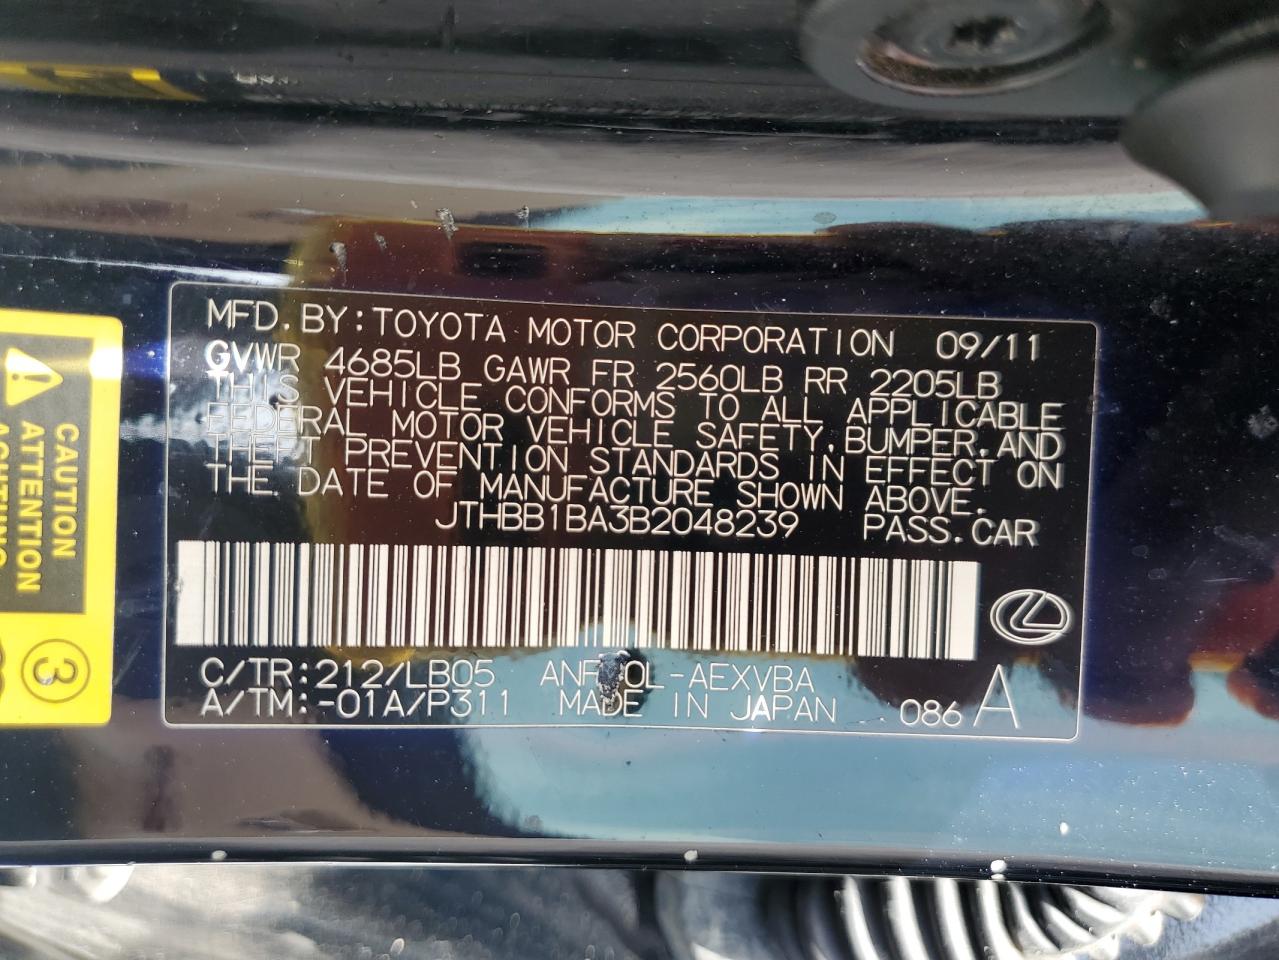 MFD.BY:TOYOTA MOTOR CORPORATION 09/11
GVWR 4685LB GAWR FR 2560LB RR 2205LB
THIS VEHICLE CONFORMS TO ALL APPLICABLE
FEDERAL MOTOR VEHICLE SAFETY,BUMPER,AND
THEFT PREVENTION STANDARDS IN EFFECT ON
THE DATE OF MANUFACTURE SHOWN ABOVE.
JTHBB1BA3B2048239 PASS.CAR
C/TR:212/LB05 OL-AEXVBA
A/TM:-01A/P311 MADE IN JAPAN 086 A
CAUTION
ATTENTION
3